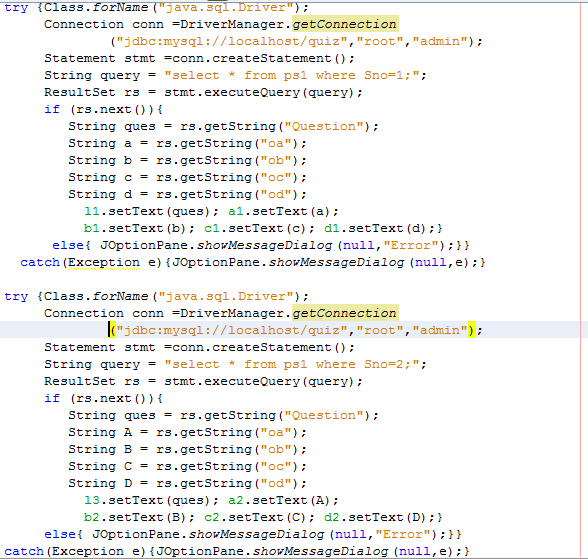 try {Class.forName("java.sql.Driver");
Connection conn =DriverManager.getConnection
("jdbc:mysql://localhost/quiz","root","admin");
Statement stmt =conn.createStatement();
String query = "select * from ps1 where Sno=1;";
ResultSet rs = stmt.executeQuery(query);
if (rs.next()){
String ques = rs.getString("Question");
String a = rs.getString("oa");
String b = rs.getString("ob");
String c = rs.getString("oc");
String d = rs.getString("od");
l1.setText(ques); a1.setText(a);
b1.setText(b); c1.setText(c); d1.setText(d);}
else{ JOptionPane.showMessageDialog(null,"Error");}}
catch(Exception e){JOptionPane.showMessageDialog(null,e);}
try {Class.forName("java.sql.Driver");
Connection conn =DriverManager.getConnection
("jdbc:mysql://localhost/quiz","root","admin");
Statement stmt =conn.createStatement();
String query = "select * from ps1 where Sno=2;";
ResultSet rs = stmt.executeQuery(query);
if (rs.next()){
String ques = rs.getString("Question");
String A = rs.getString("oa");
String B = rs.getString("ob");
String C = rs.getString("oc");
String D = rs.getString("od");
l3.setText(ques); a2.setText(A);
b2.setText(B); c2.setText(C); d2.setText(D);}
else{ JOptionPane.showMessageDialog(null,"Error");}}
catch(Exception e){JOptionPane.showMessageDialog(null,e);}